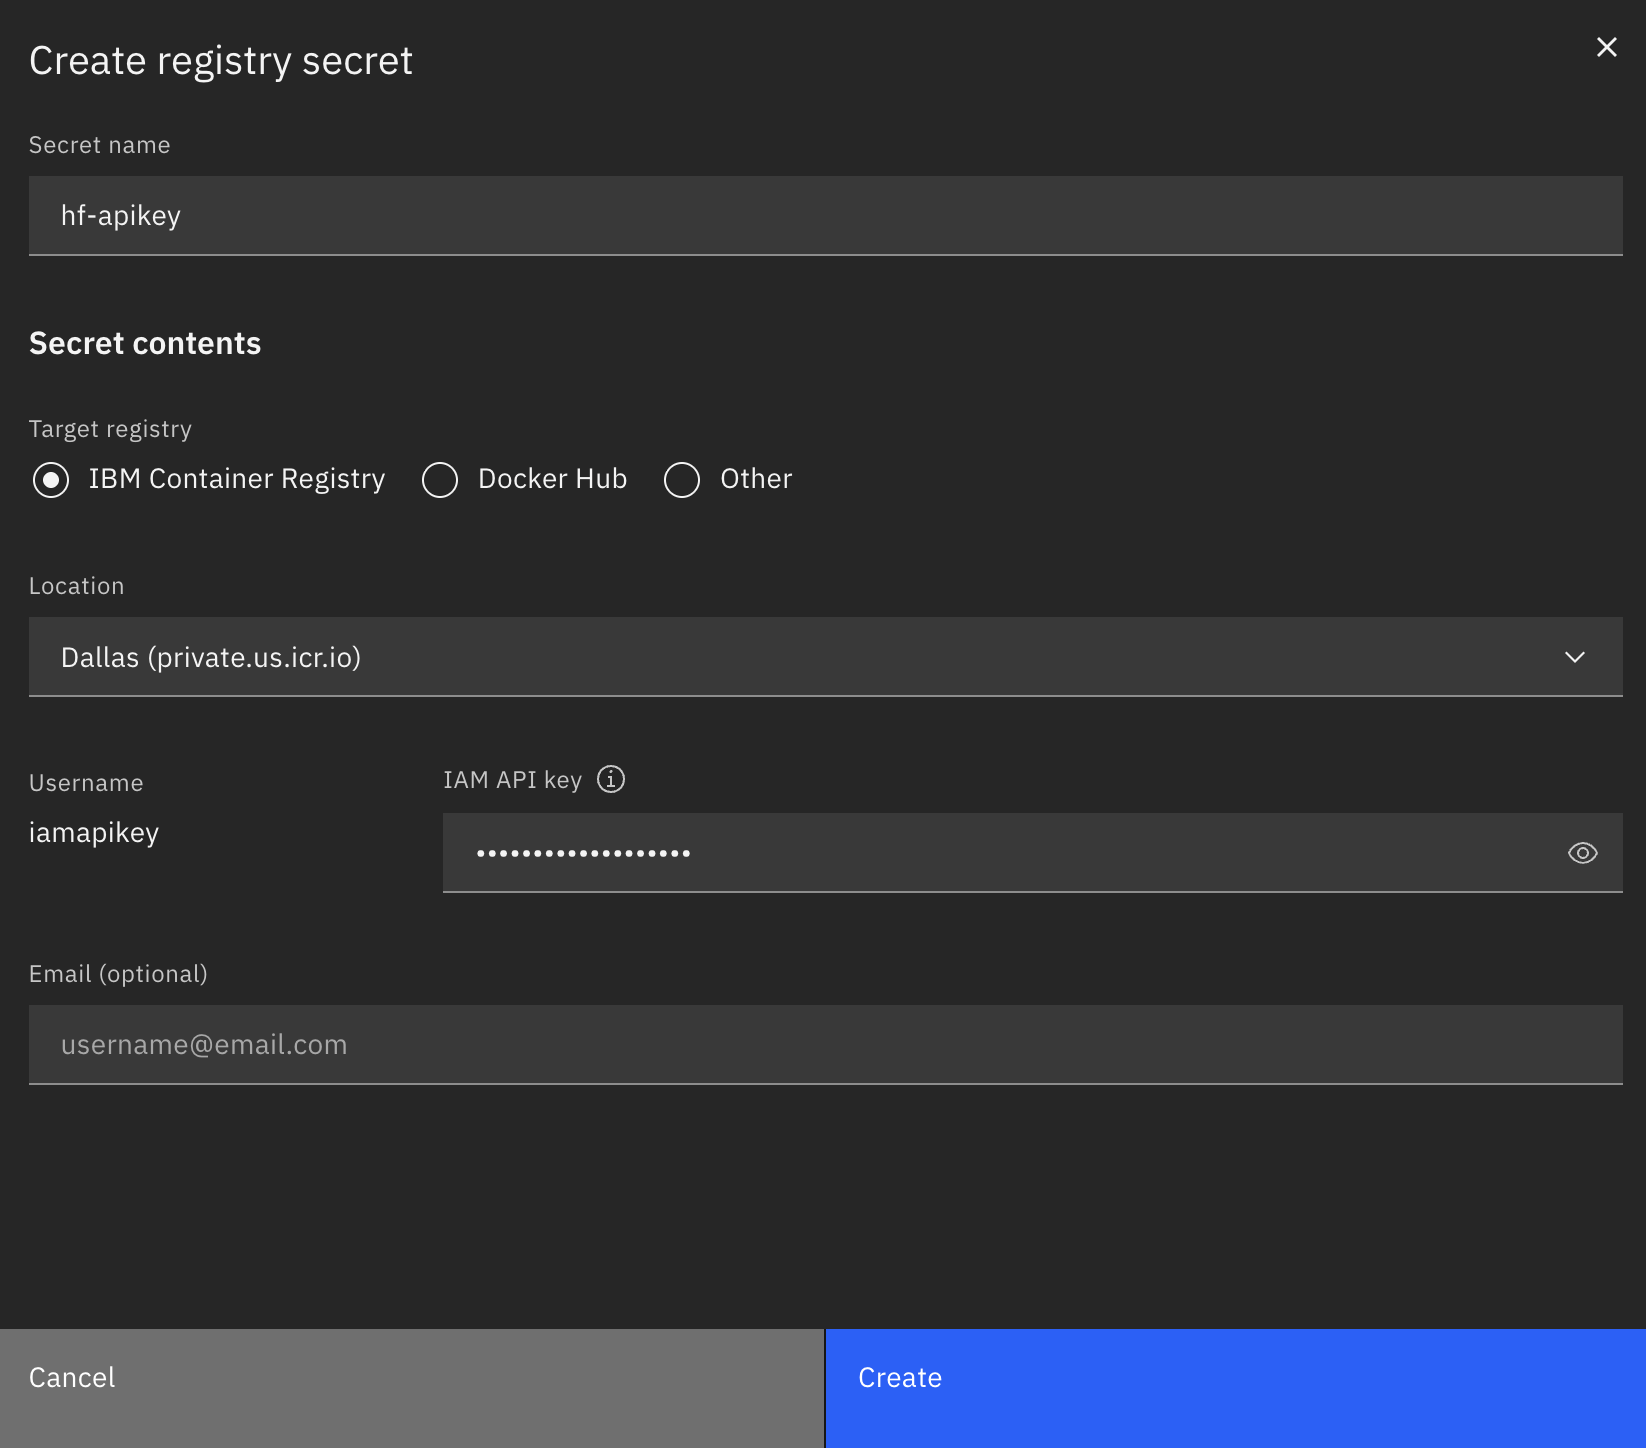 Create registry secret
Secret name
hf-apikey
Secret contents
Target registry
IBM Container Registry Docker Hub Other
Location
Dallas (private.us.icr.io)
Username IAM API key
iamapikey
•••••••••••••••••••
Email (optional)
username@email.com
Cancel Create